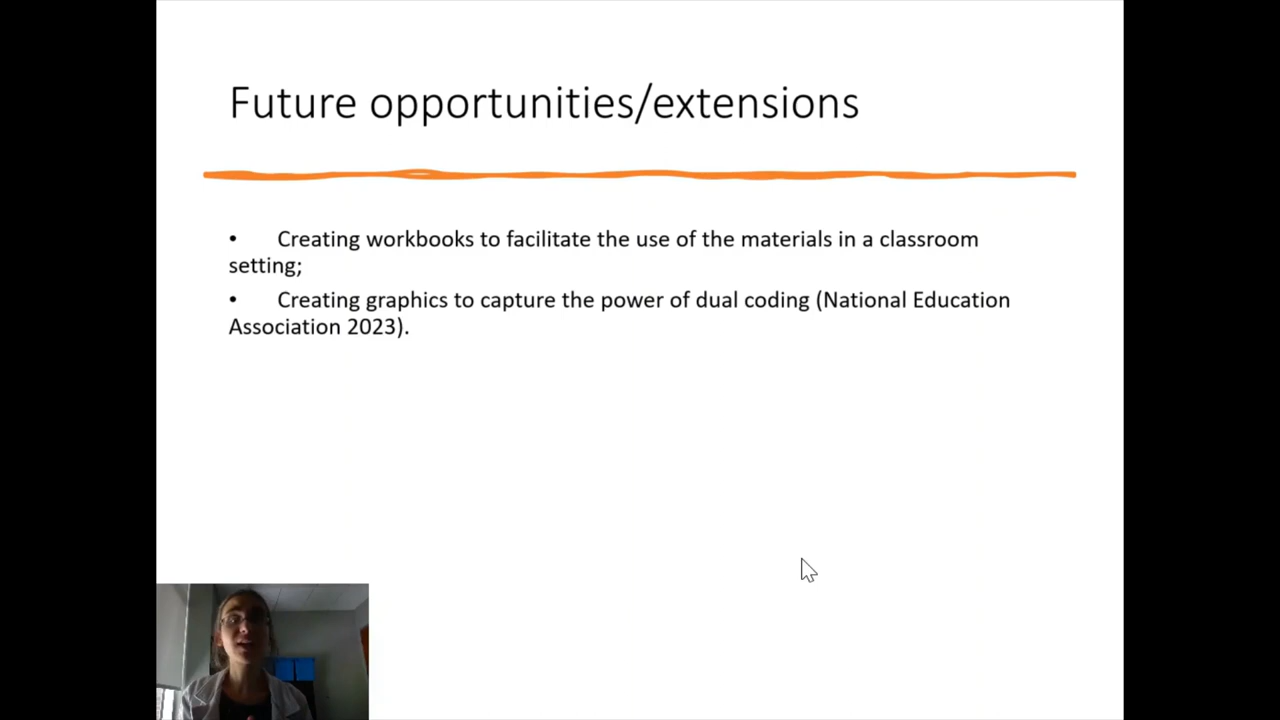 Future opportunities/extensions
• Creating workbooks to facilitate the use of the materials in a classroom
setting;
• Creating graphics to capture the power of dual coding (National Education
Association 2023).